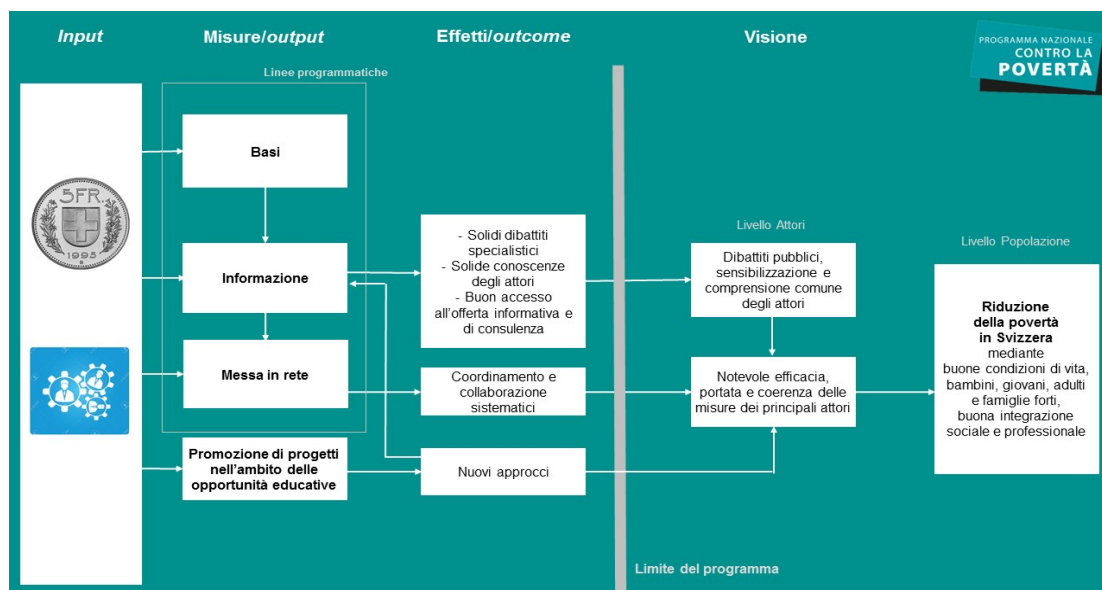 Input
Misure/output
Effetti/outcome
Visione
PROGRAMMA NAZIONALE
CONTRO LA
POVERTÀ
Linee programmatiche
Basi
5FR.
1995
B
Informazione
Messa in rete
Promozione di progetti
nell'ambito delle
opportunità educative
- Solidi dibattiti
specialistici
- Solide conoscenze
degli attori
- Buon accesso
all'offerta informativa e
di consulenza
Coordinamento e
collaborazione
sistematici
Nuovi approcci
Livello Attori
Dibattiti pubblici,
sensibilizzazione e
comprensione comune
degli attori
Notevole efficacia,
portata e coerenza delle
misure dei principali attori
Livello Popolazione
Riduzione
della povertà
in Svizzera
mediante
buone condizioni di vita,
bambini, giovani, adulti
e famiglie forti,
buona integrazione
sociale e professionale
Limite del programma